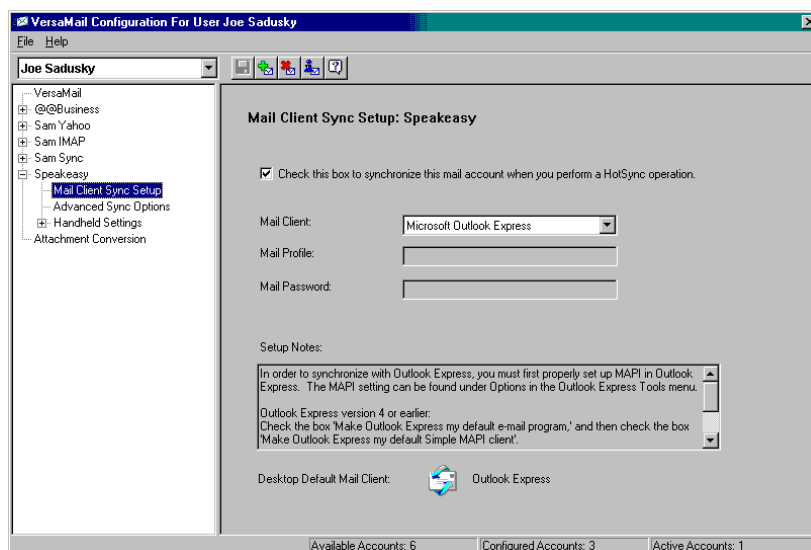 VersaMail Configuration For User Joe Sadusky
File Help
Joe Sadusky
VersaMail
@@Business
Sam Yahoo
Sam IMAP
Sam Sync
Speakeasy
Mail Client Sync Setup
Advanced Sync Options
Handheld Settings
Attachment Conversion
Mail Client Sync Setup: Speakeasy
Check this box to synchronize this mail account when you perform a HotSync operation.
Mail Client:
Microsoft Outlook Express
Mail Profile:
Mail Password:
Setup Notes:
In order to synchronize with Outlook Express, you must first properly set up MAPI in Outlook
Express. The MAPI setting can be found under Options in the Outlook Express Tools menu.
Outlook Express version 4 or earlier:
Check the box 'Make Outlook Express my default e-mail program,' and then check the box
'Make Outlook Express my default Simple MAPI client'.
Desktop Default Mail Client:
Outlook Express
Available Accounts: 6
Configured Accounts: 3
Active Accounts: 1